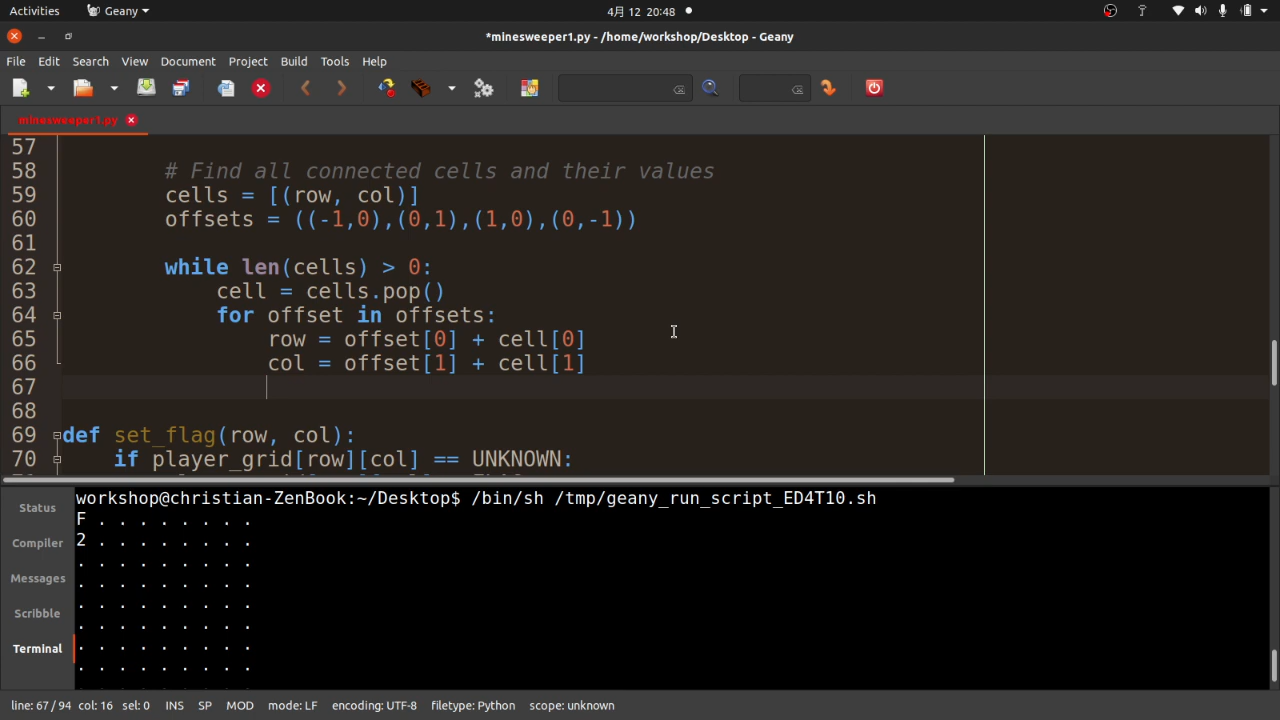 Activities Geany 4月 12 20:48
*minesweeper1.py - /home/workshop/Desktop - Geany
File Edit Search View Document Project Build Tools Help
minesweeper1.py
57
58 # Find all connected cells and their values
59 cells = [(row, col)]
60 offsets = ((-1,0),(0,1),(1,0),(0,-1))
61
62 while len(cells) > 0:
63 cell = cells.pop()
64 for offset in offsets:
65 row = offset[0] + cell[0]
66 col = offset[1] + cell[1]
67
68
69 def set_flag(row, col):
70 if player_grid[row][col] == UNKNOWN:
Status
Compiler
Messages
Scribble
Terminal
workshop@christian-ZenBook:~/Desktop$ /bin/sh /tmp/geany_run_script_ED4T10.sh
F . . . . . . . .
2 . . . . . . . .
. . . . . . . . .
. . . . . . . . .
. . . . . . . . .
. . . . . . . . .
. . . . . . . . .
. . . . . . . . .
line: 67 / 94 col: 16 sel: 0 INS SP MOD mode: LF encoding: UTF-8 filetype: Python scope: unknown